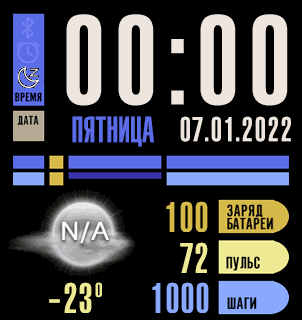 00:00
Z
ВРЕМЯ
ДАТА
ПЯТНИЦА 07.01.2022
N/A
-23°
100 ЗАРЯД БАТАРЕИ
72 ПУЛЬС
1000 ШАГИ